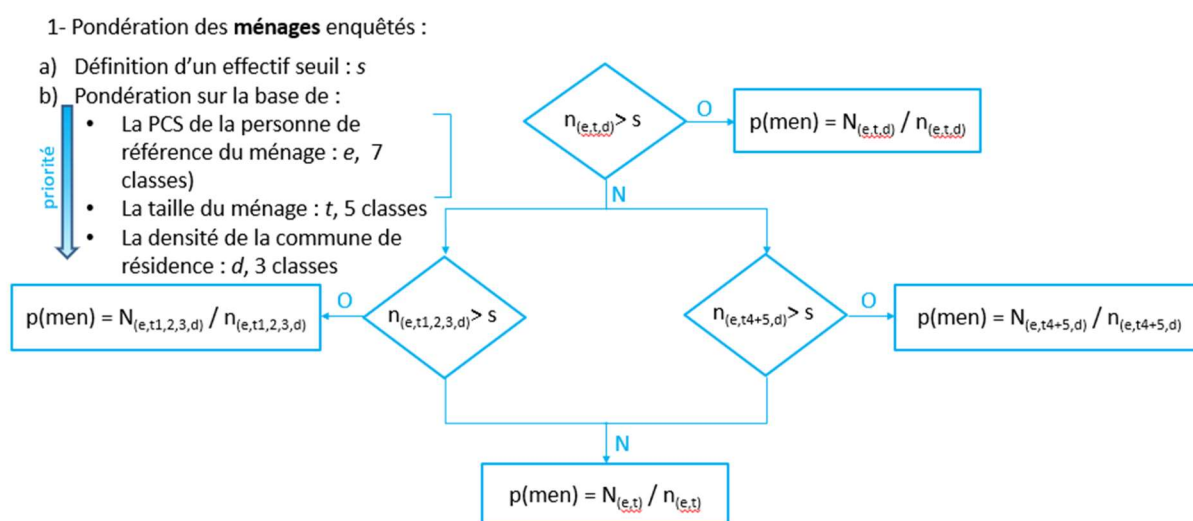 1- Pondération des ménages enquêtés :
a) Définition d’un effectif seuil : s
b) Pondération sur la base de :
priorité
• La PCS de la personne de
référence du ménage : e, 7
classes)
• La taille du ménage : t, 5 classes
• La densité de la commune de
résidence : d, 3 classes
n(e,t,d)> s
O
p(men) = N(e,t,d) / n(e,t,d)
N
p(men) = N(e,t1,2,3,d) / n(e,t1,2,3,d)
O
n(e,t1,2,3,d)> s
n(e,t4+5,d)> s
O
p(men) = N(e,t4+5,d) / n(e,t4+5,d)
N
p(men) = N(e,t) / n(e,t)